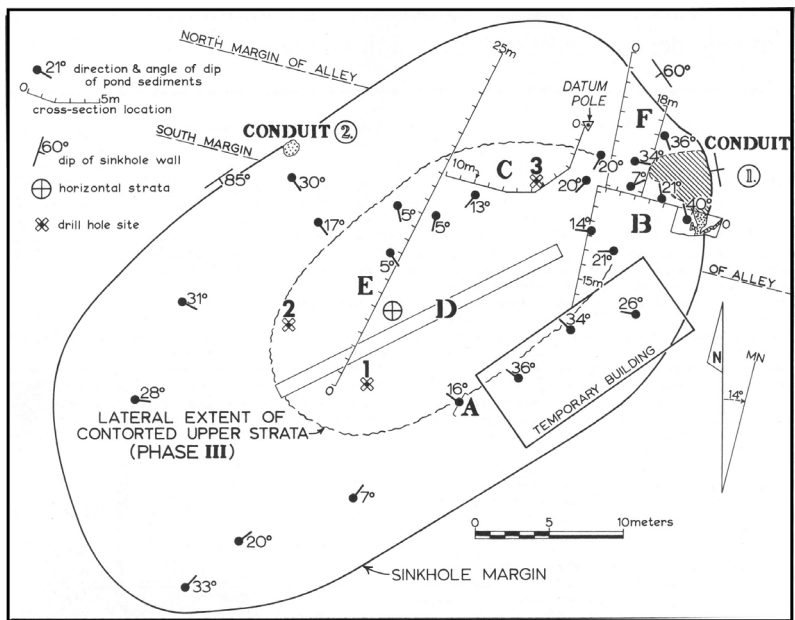 NORTH MARGIN OF ALLEY
21° direction & angle of dip
of pond sediments
0 5m
cross-section location
60°
dip of sinkhole wall
horizontal strata
drill hole site
SOUTH MARGIN
CONDUIT ②
85°
30°
17°
31°
28°
25m
DATUM
POLE
0
0
60°
18m
F
36°
CONDUIT
①
34°
20°
7°
21°
40°
0
10m
C
3
20°
13°
5°
5°
5°
14°
B
21°
15m
OF ALLEY
E
D
2
1
0
34°
26°
36°
TEMPORARY BUILDING
16°
A
N
MN
14°
LATERAL EXTENT OF
CONTORTED UPPER STRATA
(PHASE III)
7°
20°
33°
0 5 10meters
SINKHOLE MARGIN